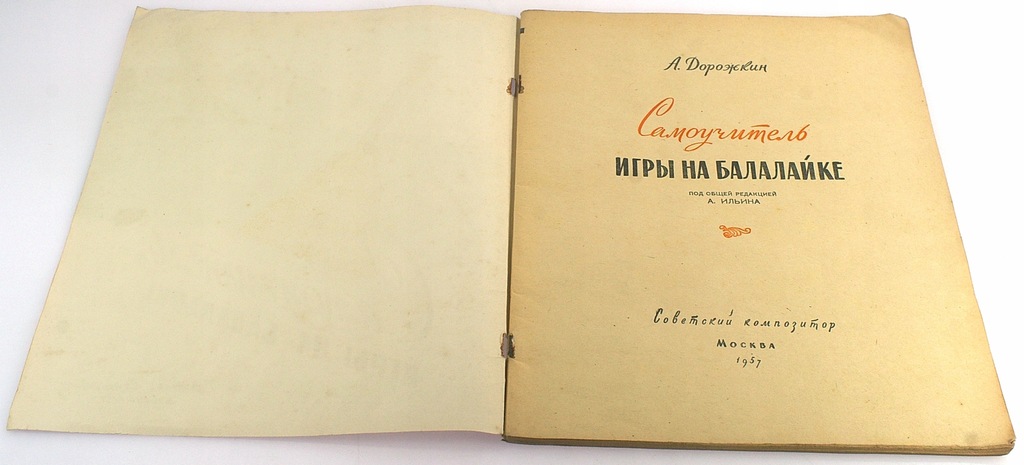 А. Дорожкин
Самоучитель
ИГРЫ НА БАЛАЛАЙКЕ
ПОД ОБЩЕЙ РЕДАКЦИЕЙ
А. ИЛЬИНА
Советский композитор
МОСКВА
1957